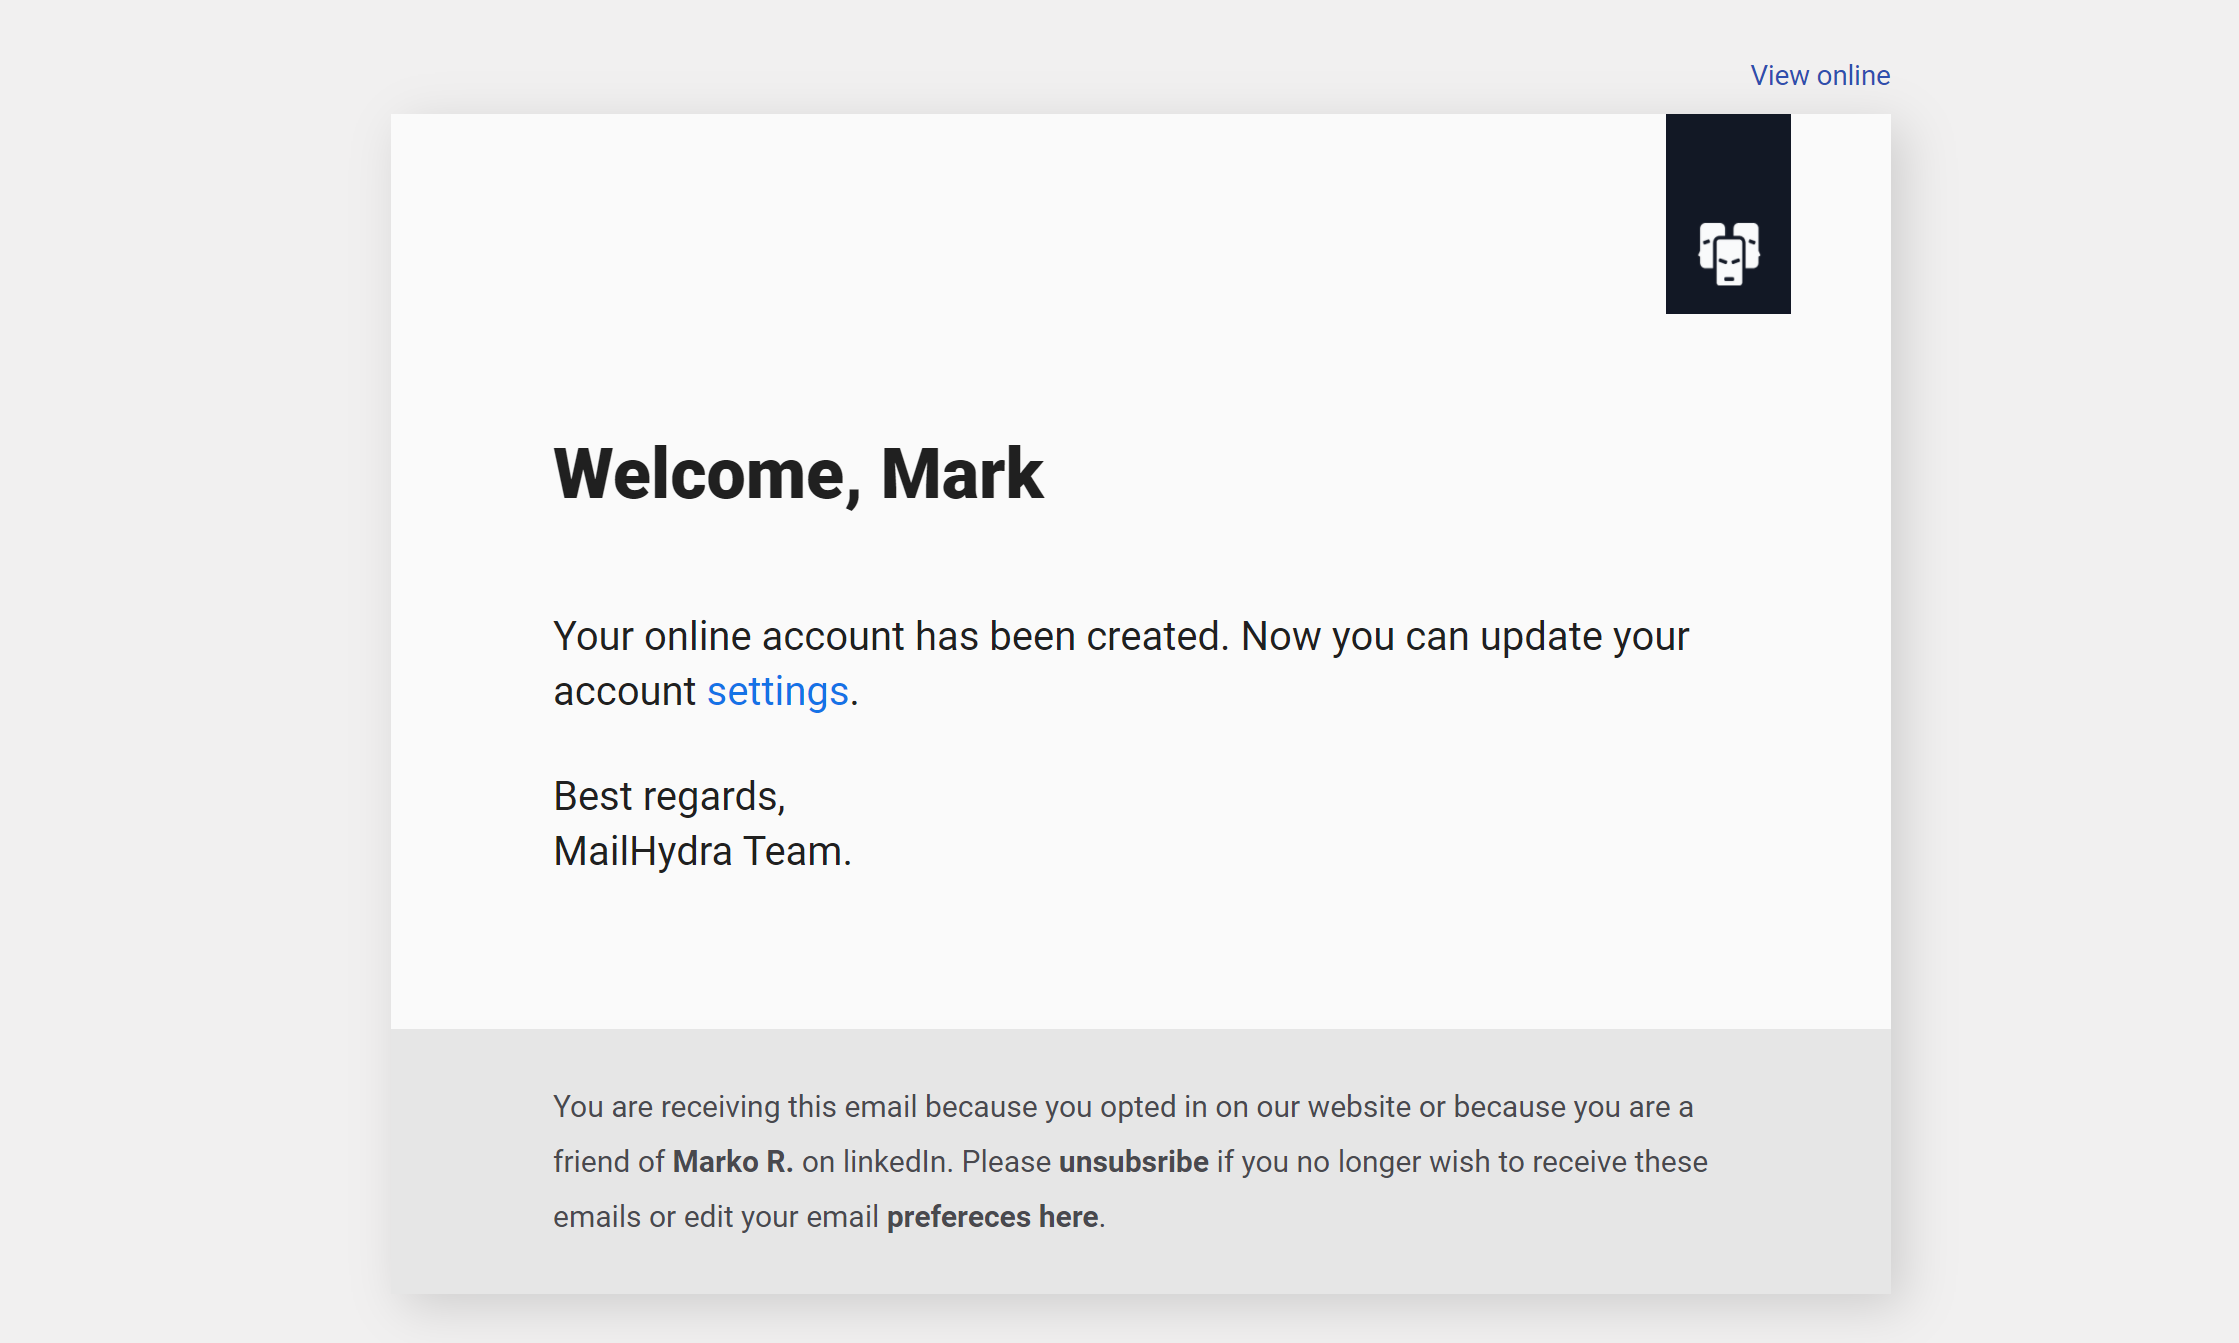 View online
Welcome, Mark
Your online account has been created. Now you can update your
account settings.
Best regards,
MailHydra Team.
You are receiving this email because you opted in on our website or because you are a
friend of Marko R. on linkedIn. Please unsubsribe if you no longer wish to receive these
emails or edit your email prefereces here.